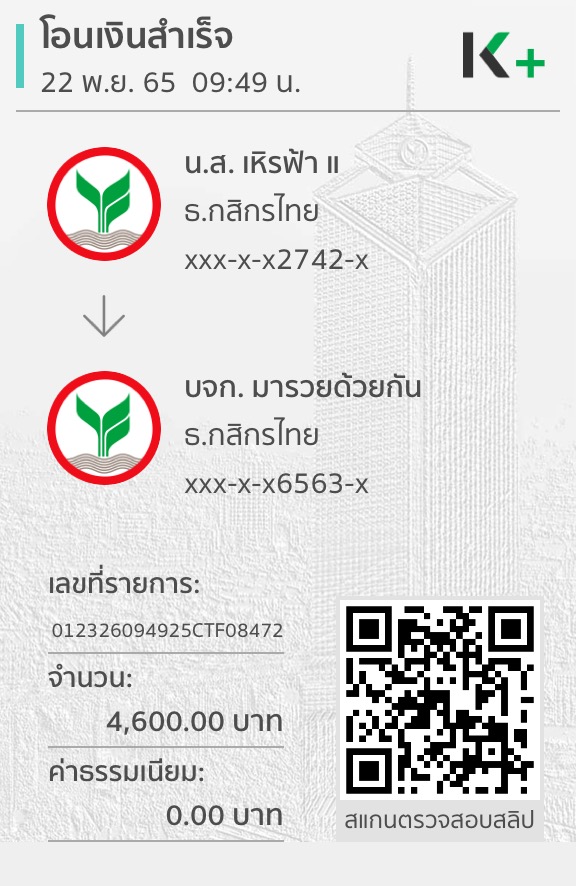 โอนเงินสำเร็จ
22 พ.ย. 65 09:49 น.
K+
น.ส. เหิรฟ้า แ
ธ.กสิกรไทย
xxx-x-x2742-x
บจก. มารวยด้วยกัน
ธ.กสิกรไทย
xxx-x-x6563-x
เลขที่รายการ:
012326094925CTF08472
จำนวน:
4,600.00 บาท
ค่าธรรมเนียม:
0.00 บาท
สแกนตรวจสอบสลิป